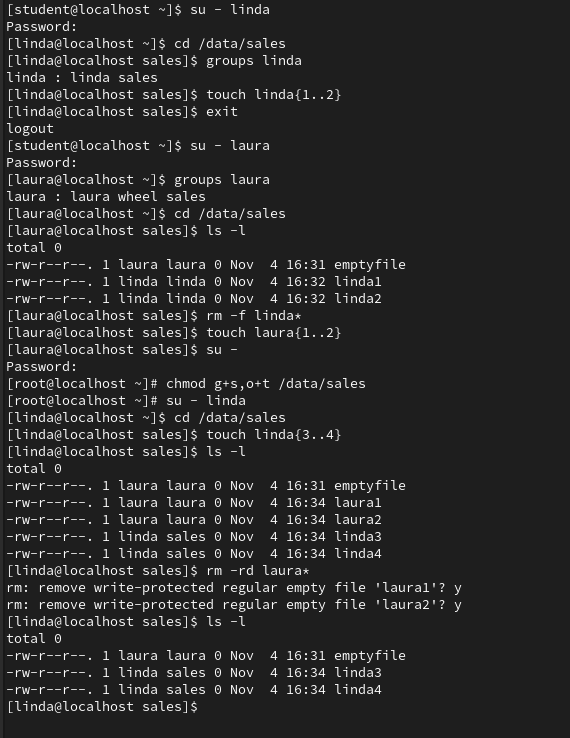 [student@localhost ~]$ su - linda
Password:
[linda@localhost ~]$ cd /data/sales
[linda@localhost sales]$ groups linda
linda : linda sales
[linda@localhost sales]$ touch linda{1..2}
[linda@localhost sales]$ exit
logout
[student@localhost ~]$ su - laura
Password:
[laura@localhost ~]$ groups laura
laura : laura wheel sales
[laura@localhost ~]$ cd /data/sales
[laura@localhost sales]$ ls -l
total 0
-rw-r--r--. 1 laura laura 0 Nov  4 16:31 emptyfile
-rw-r--r--. 1 linda linda 0 Nov  4 16:32 linda1
-rw-r--r--. 1 linda linda 0 Nov  4 16:32 linda2
[laura@localhost sales]$ rm -f linda*
[laura@localhost sales]$ touch laura{1..2}
[laura@localhost sales]$ su -
Password:
[root@localhost ~]# chmod g+s,o+t /data/sales
[root@localhost ~]# su - linda
[linda@localhost ~]$ cd /data/sales
[linda@localhost sales]$ touch linda{3..4}
[linda@localhost sales]$ ls -l
total 0
-rw-r--r--. 1 laura laura 0 Nov  4 16:31 emptyfile
-rw-r--r--. 1 laura laura 0 Nov  4 16:34 laura1
-rw-r--r--. 1 laura laura 0 Nov  4 16:34 laura2
-rw-r--r--. 1 linda sales 0 Nov  4 16:34 linda3
-rw-r--r--. 1 linda sales 0 Nov  4 16:34 linda4
[linda@localhost sales]$ rm -rd laura*
rm: remove write-protected regular empty file 'laura1'? y
rm: remove write-protected regular empty file 'laura2'? y
[linda@localhost sales]$ ls -l
total 0
-rw-r--r--. 1 laura laura 0 Nov  4 16:31 emptyfile
-rw-r--r--. 1 linda sales 0 Nov  4 16:34 linda3
-rw-r--r--. 1 linda sales 0 Nov  4 16:34 linda4
[linda@localhost sales]$